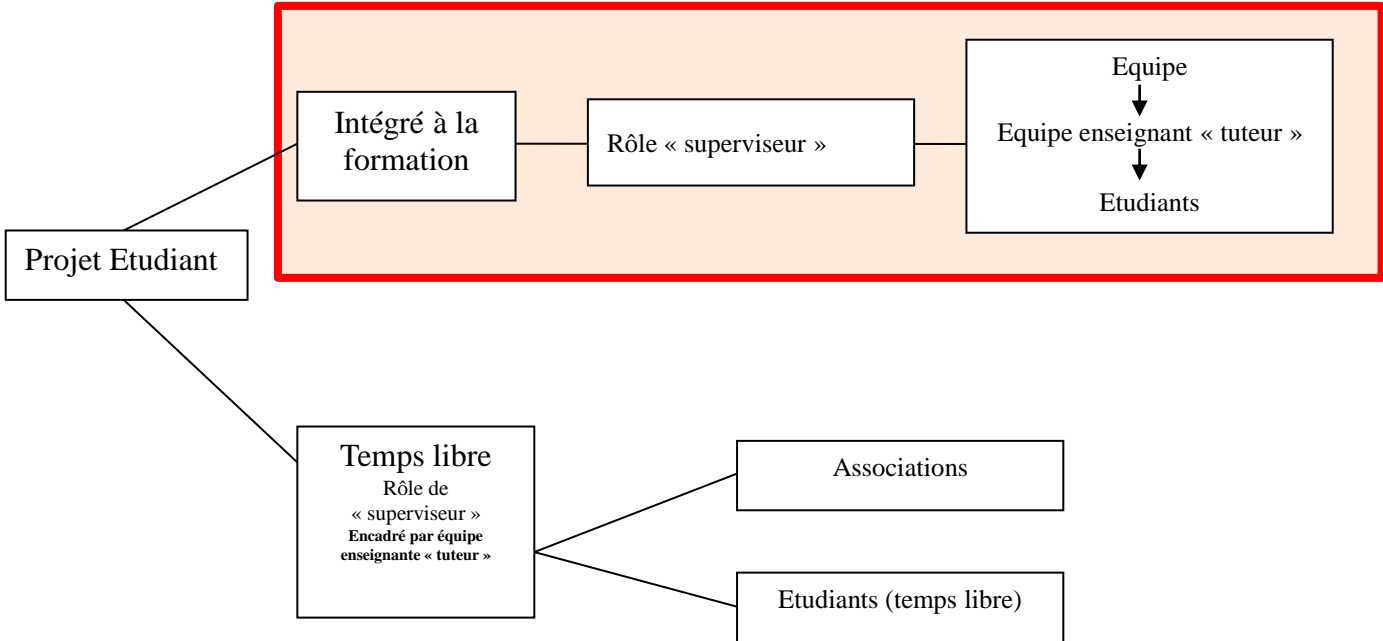 Equipe
Intégré à la
formation
Rôle « superviseur »
Equipe enseignant « tuteur »
Etudiants
Projet Etudiant
Temps libre
Rôle de
« superviseur »
Encadré par équipe
enseignante « tuteur »
Associations
Etudiants (temps libre)